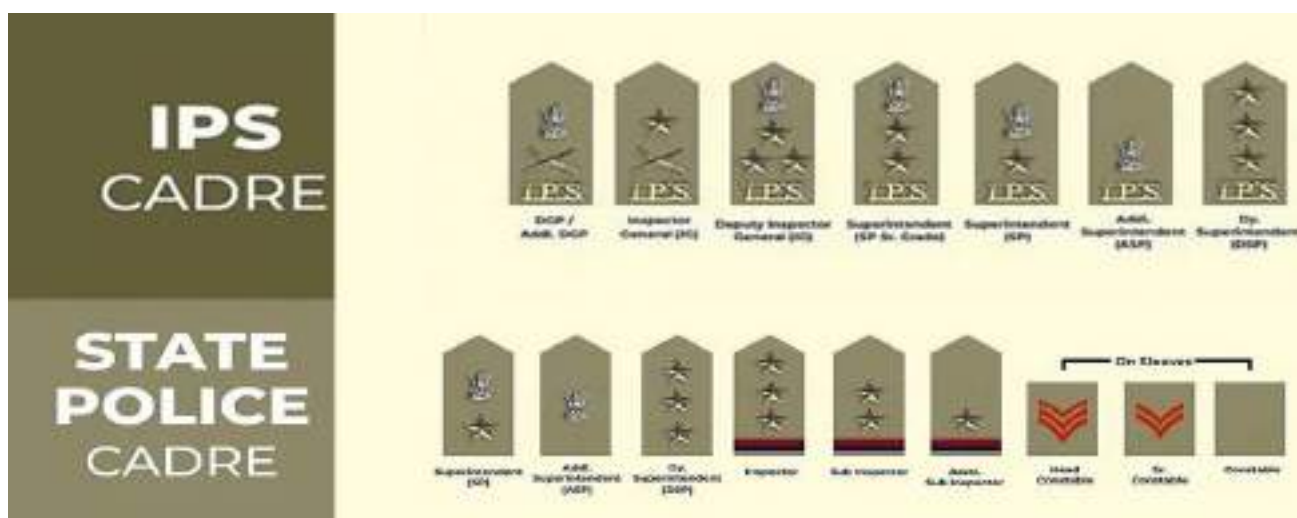 IPS
CADRE
I.P.S
I.P.S
I.P.S
I.P.S
I.P.S
I.P.S
I.P.S
DGP /
Addl. DGP
Inspector
General (IG)
Deputy Inspector
General (IG)
Superintendent
(SP Sr. Grade)
Superintendent
(SP)
Addl.
Superintendent
(ASP)
Dy.
Superintendent
(DSP)
STATE
POLICE
CADRE
On Sleaves
Superintendent
(SP)
Addl.
Superintendent
(ASP)
Dy.
Superintendent
(DSP)
Inspector
Sub Inspector
Asst.
Sub Inspector
Head
Constable
Sr.
Constable
Constable